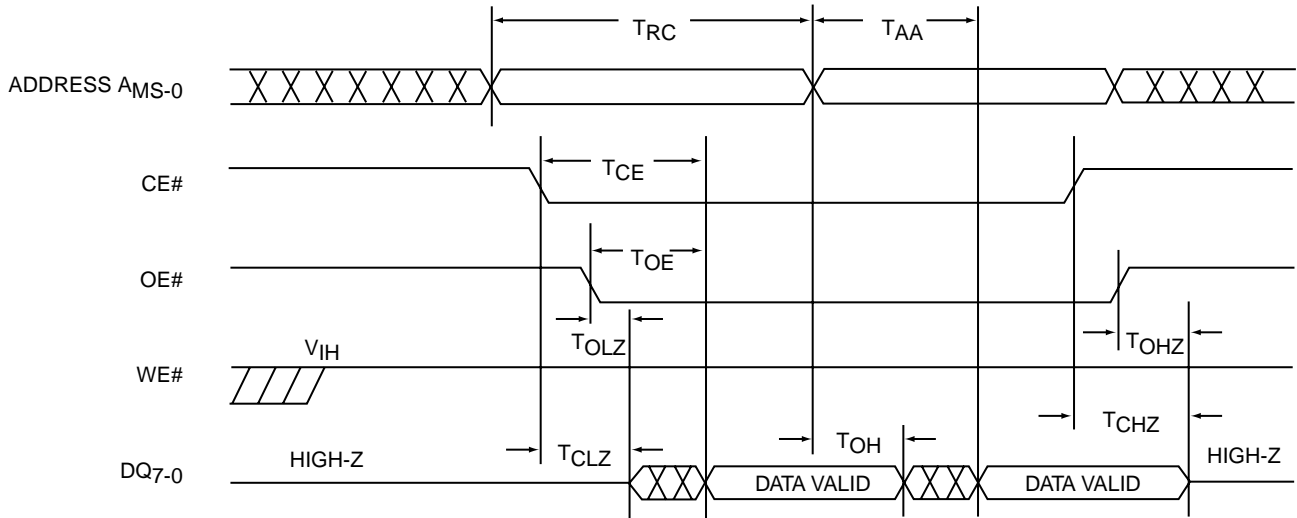 TRC TAA
ADDRESS AMS-0
TCE
CE#
TOE
OE#
TOLZ TOHZ
VIH
WE#
TCLZ TOH TCHZ
HIGH-Z HIGH-Z
DQ7-0 DATA VALID DATA VALID